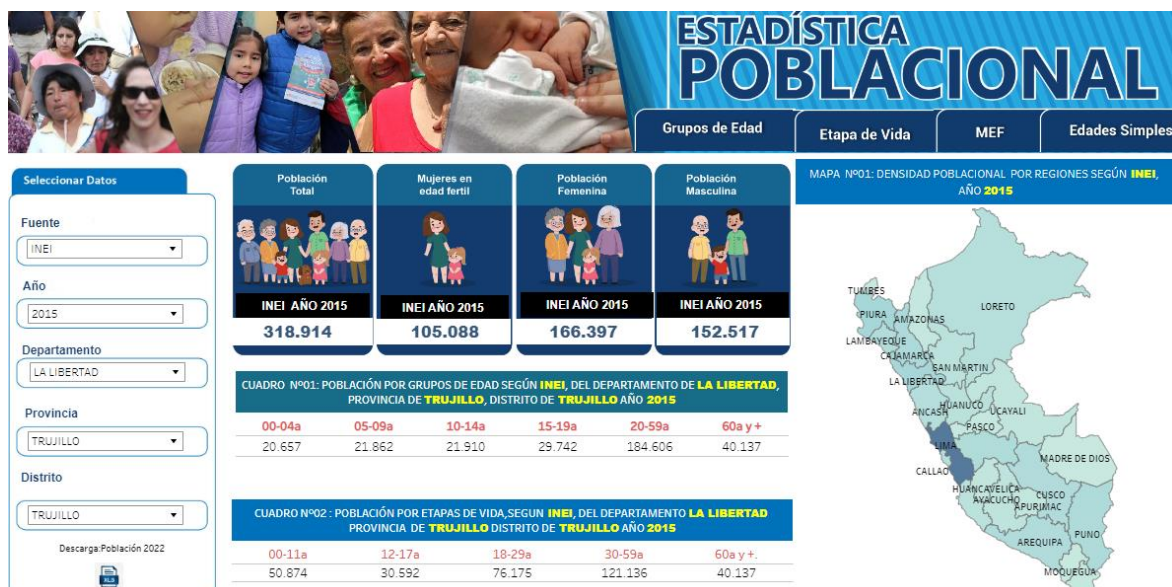 ESTADÍSTICA
POBLACIONAL
Grupos de Edad
Etapa de Vida
MEF
Edades Simples
Seleccionar Datos
Fuente
INEI
Año
2015
Departamento
LA LIBERTAD
Provincia
TRUJILLO
Distrito
TRUJILLO
Descarga:Población 2022
XLS
Población
Total
INEI AÑO 2015
318.914
Mujeres en
edad fertil
INEI AÑO 2015
105.088
Población
Femenina
INEI AÑO 2015
166.397
Población
Masculina
INEI AÑO 2015
152.517
CUADRO Nº01: POBLACIÓN POR GRUPOS DE EDAD SEGÚN INEI, DEL DEPARTAMENTO DE LA LIBERTAD,
PROVINCIA DE TRUJILLO, DISTRITO DE TRUJILLO AÑO 2015
00-04a 05-09a 10-14a 15-19a 20-59a 60a y +
20.657 21.862 21.910 29.742 184.606 40.137
CUADRO Nº02 : POBLACIÓN POR ETAPAS DE VIDA,SEGUN INEI, DEL DEPARTAMENTO LA LIBERTAD
PROVINCIA DE TRUJILLO DISTRITO DE TRUJILLO AÑO 2015
00-11a 12-17a 18-29a 30-59a 60a y +.
50.874 30.592 76.175 121.136 40.137
MAPA Nº01: DENSIDAD POBLACIONAL POR REGIONES SEGÚN INEI,
AÑO 2015
TUMBES
LORETO
PIURA
AMAZONAS
LAMBAYEQUE
CAJAMARCA
SAN MARTIN
LA LIBERTAD
HUANUCO
UCAYALI
ANCASH
PASCO
LIMA
MADRE DE DIOS
CALLAO
HUANCAVELICA
CUSCO
AYACUCHO
APURIMAC
PUNO
AREQUIPA
MOQUEGUA